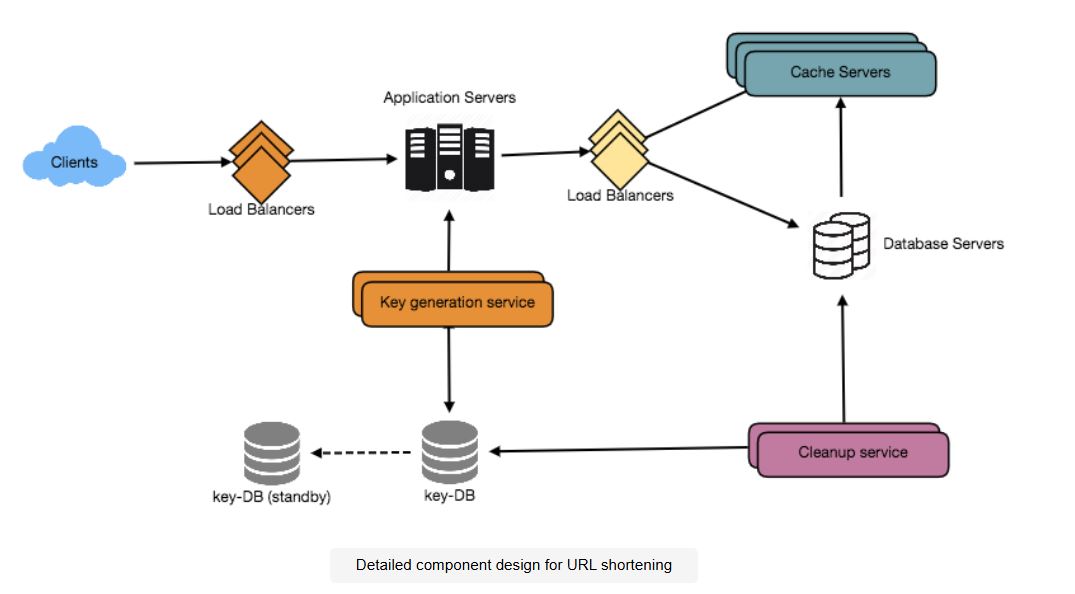 Cache Servers
Application Servers
Clients
Load Balancers
Load Balancers
Database Servers
Key generation service
Cleanup service
key-DB (standby)
key-DB
Detailed component design for URL shortening